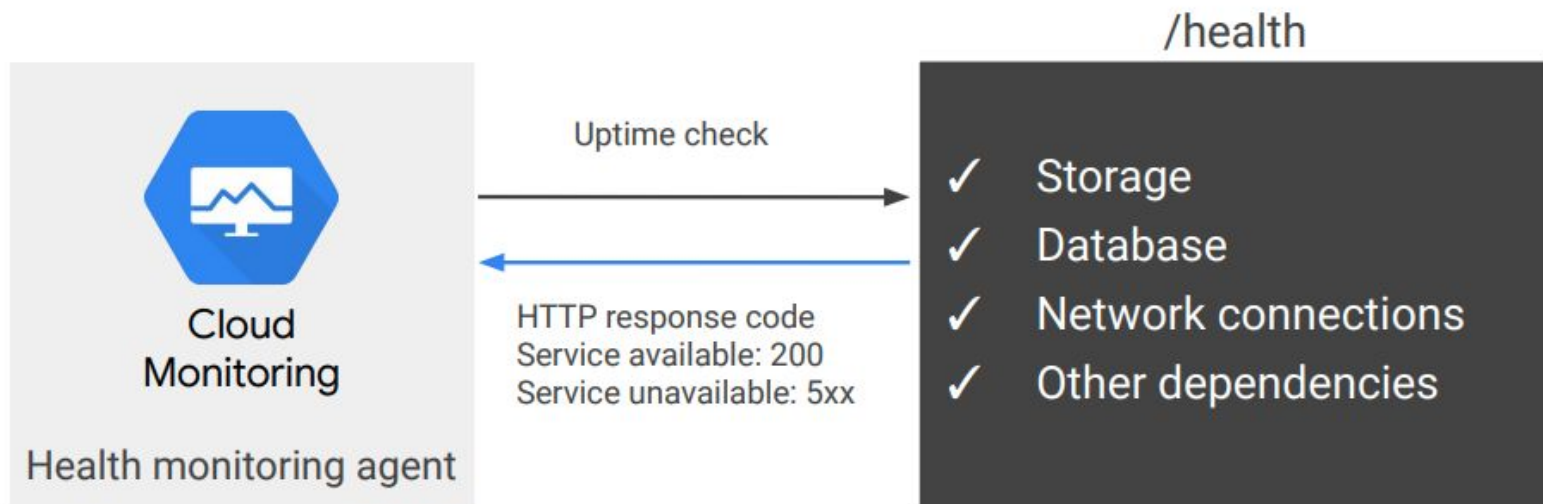 /health
Uptime check
Cloud
Monitoring
Health monitoring agent
HTTP response code
Service available: 200
Service unavailable: 5xx
✓ Storage
✓ Database
✓ Network connections
✓ Other dependencies